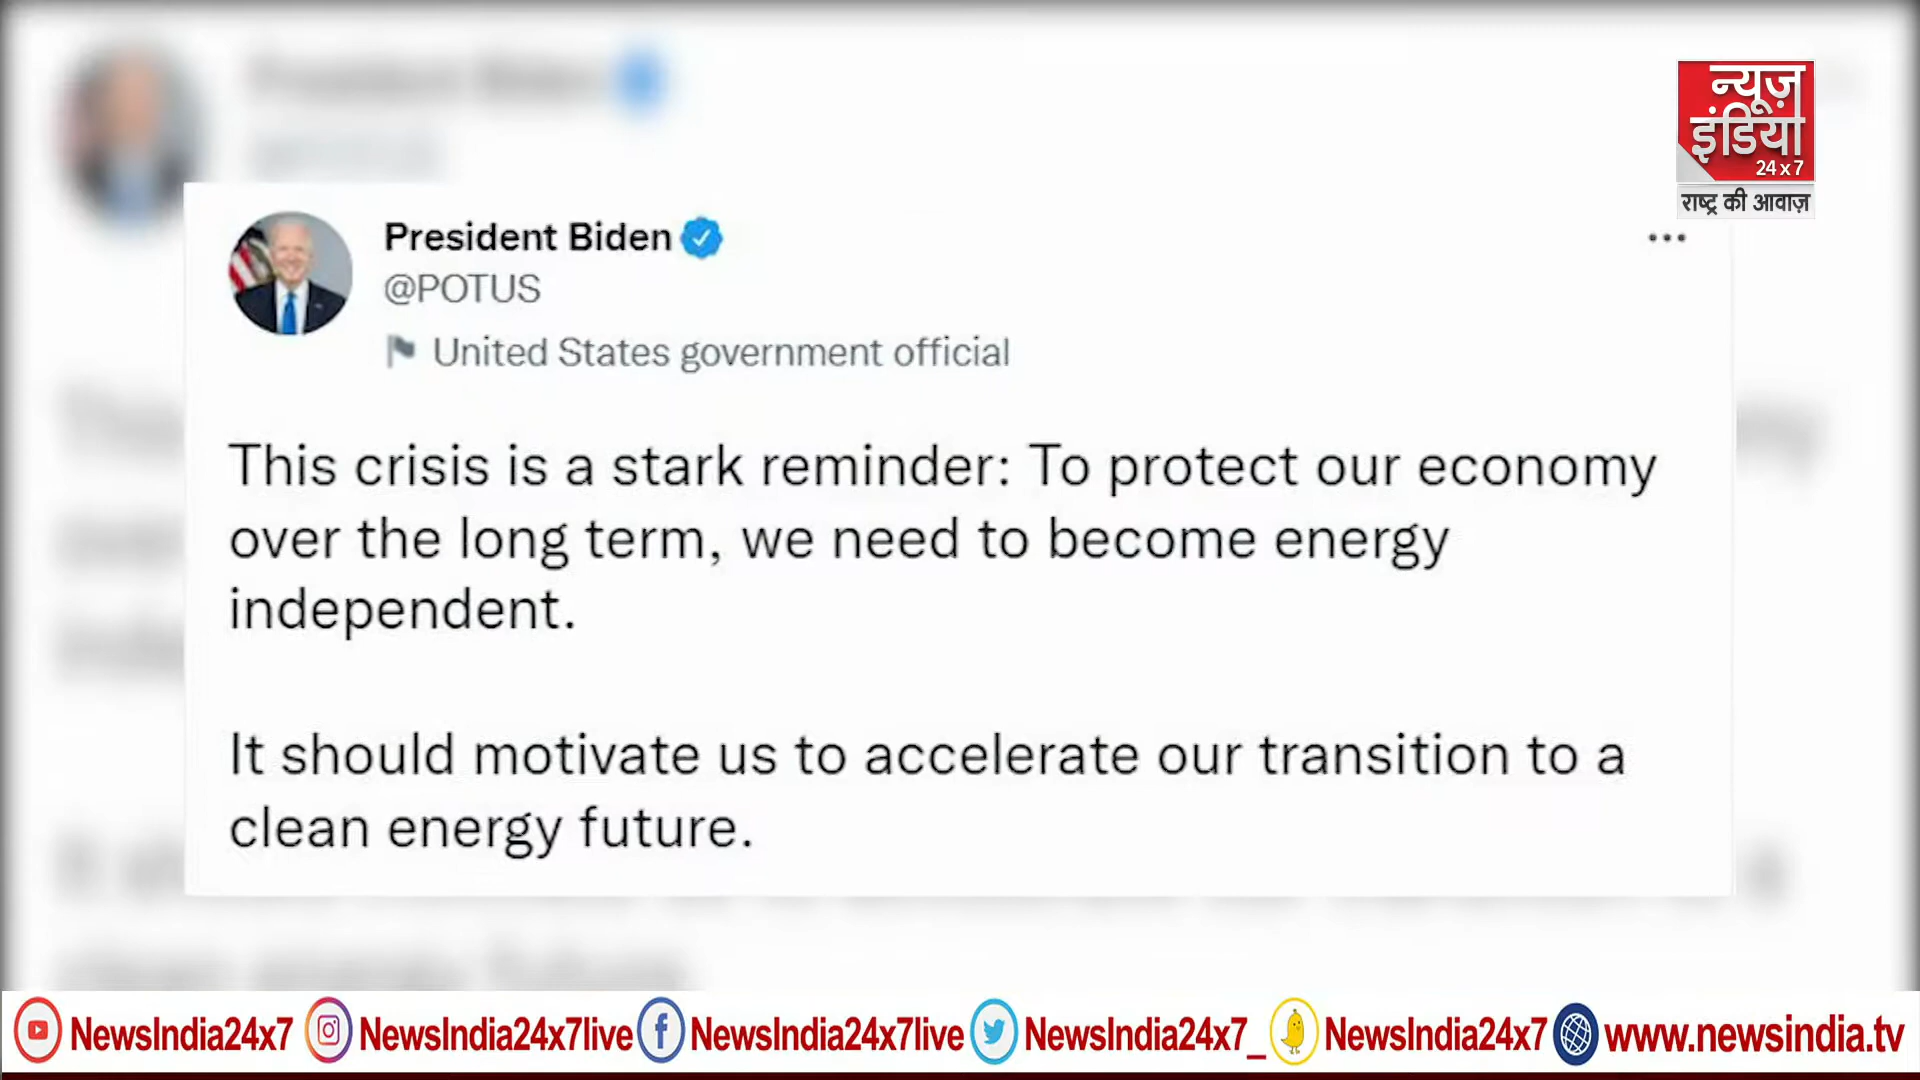 न्यूज़
इंडिया
24x7
राष्ट्र की आवाज़
President Biden
@POTUS
United States government official
This crisis is a stark reminder: To protect our economy
over the long term, we need to become energy
independent.
It should motivate us to accelerate our transition to a
clean energy future.
NewsIndia24x7 NewsIndia24x7live NewsIndia24x7live NewsIndia24x7_ NewsIndia24x7 www.newsindia.tv